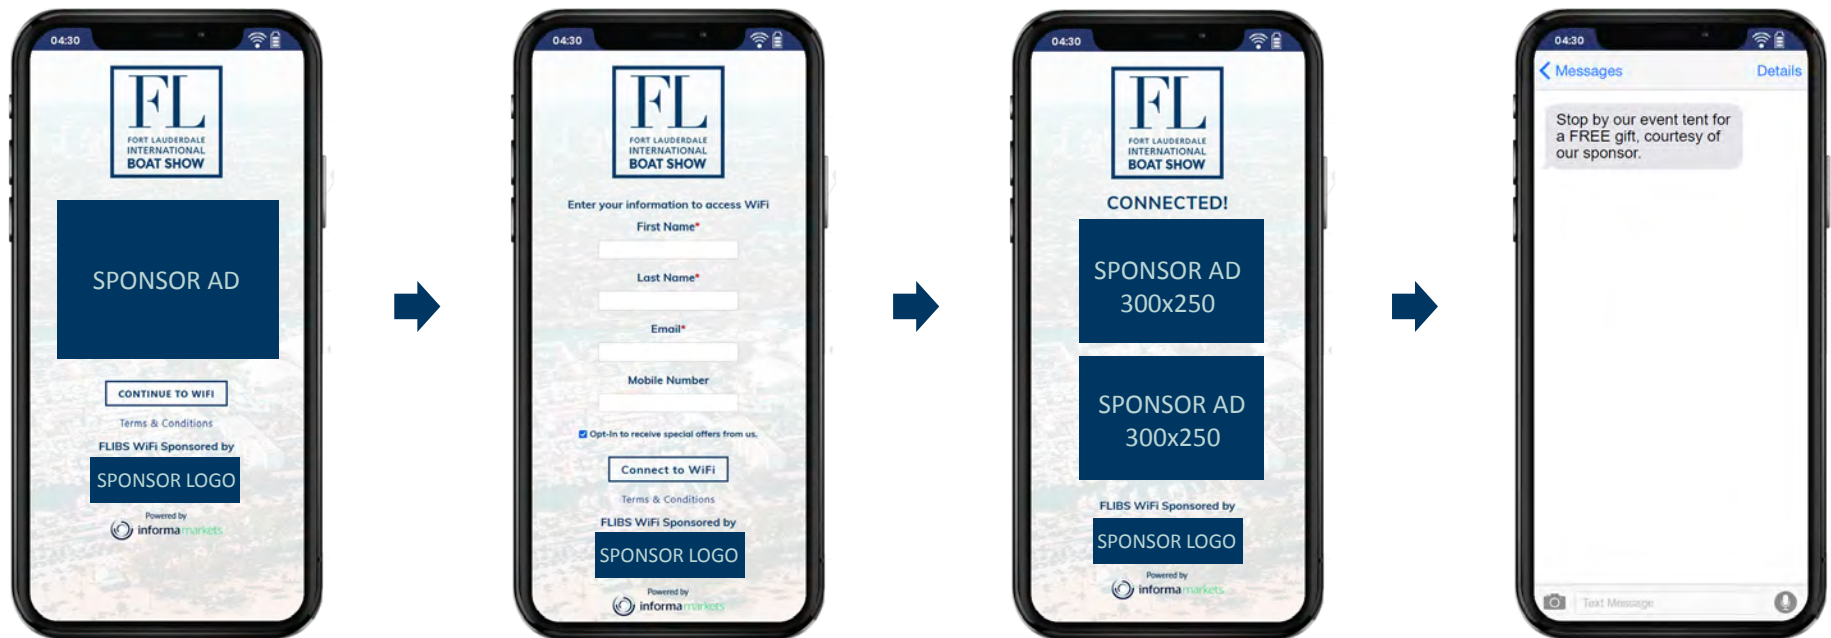 04:30
FL
FORT LAUDERDALE
INTERNATIONAL
BOAT SHOW
SPONSOR AD
CONTINUE TO WIFI
Terms & Conditions
FLIBS WiFi Sponsored by
SPONSOR LOGO
Powered by
informa markets
04:30
FL
FORT LAUDERDALE
INTERNATIONAL
BOAT SHOW
Enter your information to access WiFi
First Name*
Last Name*
Email*
Mobile Number
Opt-In to receive special offers from us.
Connect to WiFi
Terms & Conditions
FLIBS WiFi Sponsored by
SPONSOR LOGO
Powered by
informa markets
04:30
FL
FORT LAUDERDALE
INTERNATIONAL
BOAT SHOW
CONNECTED!
SPONSOR AD
300x250
SPONSOR AD
300x250
FLIBS WiFi Sponsored by
SPONSOR LOGO
Powered by
informa markets
04:30
Messages
Details
Stop by our event tent for
a FREE gift, courtesy of
our sponsor.
Text Message